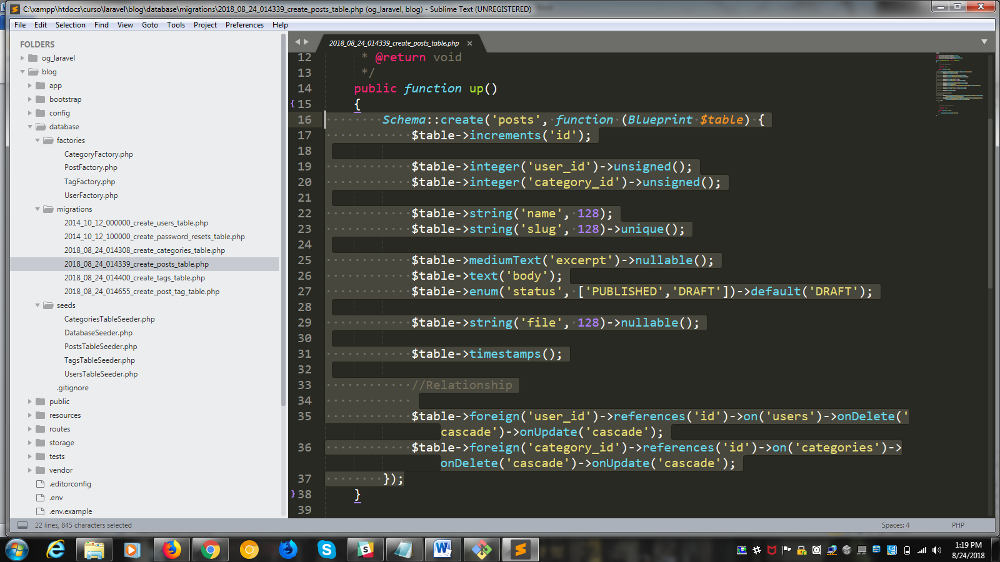 C:\xampp\htdocs\curso\laravel\blog\database\migrations\2018_08_24_014339_create_posts_table.php (og_laravel, blog) - Sublime Text (UNREGISTERED)
File Edit Selection Find View Goto Tools Project Preferences Help
FOLDERS
og_laravel
blog
app
bootstrap
config
database
factories
CategoryFactory.php
PostFactory.php
TagFactory.php
UserFactory.php
migrations
2014_10_12_000000_create_users_table.php
2014_10_12_100000_create_password_resets_table.php
2018_08_24_014308_create_categories_table.php
2018_08_24_014339_create_posts_table.php
2018_08_24_014400_create_tags_table.php
2018_08_24_014655_create_post_tag_table.php
seeds
CategoriesTableSeeder.php
DatabaseSeeder.php
PostsTableSeeder.php
TagsTableSeeder.php
UsersTableSeeder.php
.gitignore
public
resources
routes
storage
tests
vendor
.editorconfig
.env
.env.example
2018_08_24_014339_create_posts_table.php ×
12 * @return void
13 */
14 public function up()
15 {
16 Schema::create('posts', function (Blueprint $table) {
17 $table->increments('id');
18
19 $table->integer('user_id')->unsigned();
20 $table->integer('category_id')->unsigned();
21
22 $table->string('name', 128);
23 $table->string('slug', 128)->unique();
24
25 $table->mediumText('excerpt')->nullable();
26 $table->text('body');
27 $table->enum('status', ['PUBLISHED','DRAFT'])->default('DRAFT');
28
29 $table->string('file', 128)->nullable();
30
31 $table->timestamps();
32
33 //Relationship
34
35 $table->foreign('user_id')->references('id')->on('users')->onDelete('
cascade')->onUpdate('cascade');
36 $table->foreign('category_id')->references('id')->on('categories')->
onDelete('cascade')->onUpdate('cascade');
37 });
38 }
39
22 lines, 845 characters selected Spaces: 4 PHP
1:19 PM
8/24/2018